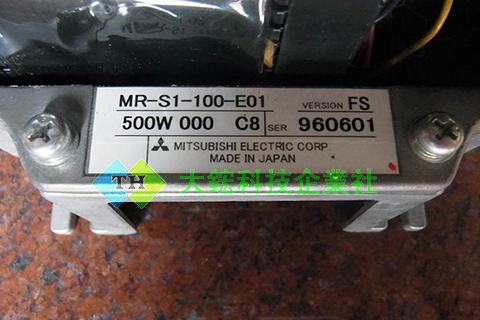 MR-S1-100-E01 VERSION FS
500W 000 C8 SER. 960601
MITSUBISHI ELECTRIC CORP.
MADE IN JAPAN
TH 大鋐科技企業社